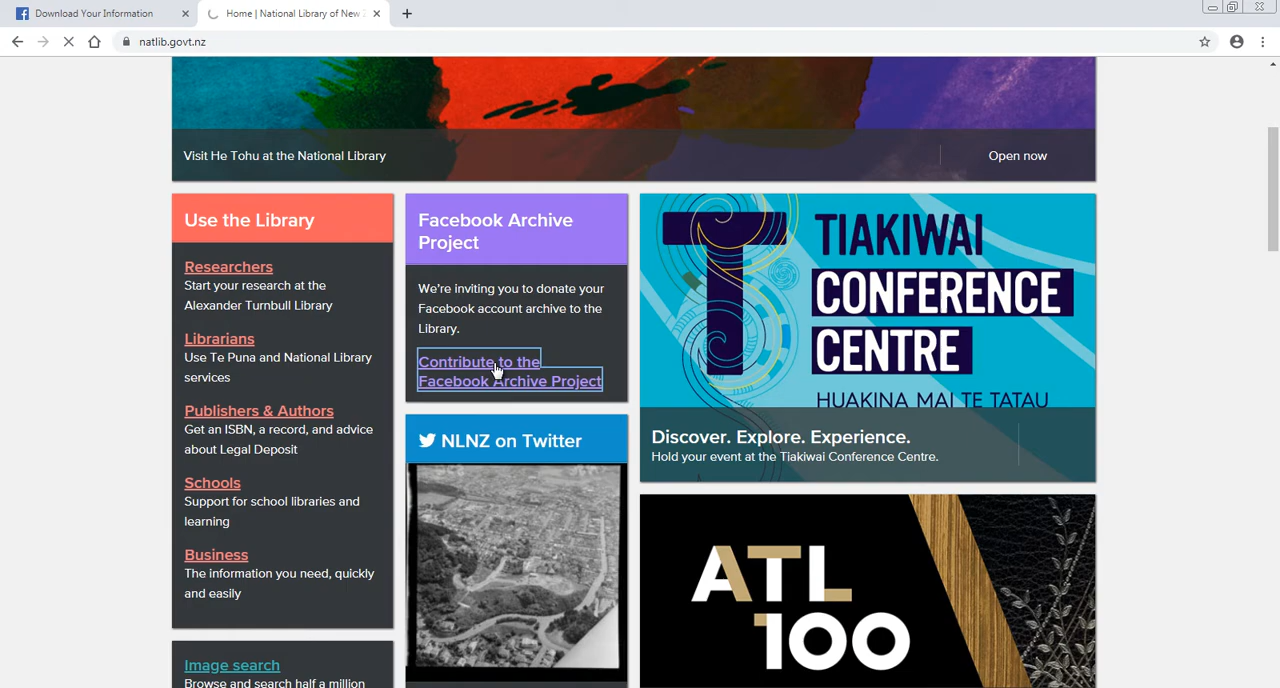 Download Your Information
Home | National Library of New
natlib.govt.nz
Visit He Tohu at the National Library
Open now
Use the Library
Researchers
Start your research at the
Alexander Turnbull Library
Librarians
Use Te Puna and National Library
services
Publishers & Authors
Get an ISBN, a record, and advice
about Legal Deposit
Schools
Support for school libraries and
learning
Business
The information you need, quickly
and easily
Image search
Browse and search half a million
Facebook Archive
Project
We're inviting you to donate your
Facebook account archive to the
Library.
Contribute to the
Facebook Archive Project
NLNZ on Twitter
TIAKIWAI
CONFERENCE
CENTRE
HUAKINA MAI TE TATAU
Discover. Explore. Experience.
Hold your event at the Tiakiwai Conference Centre.
ATL
100